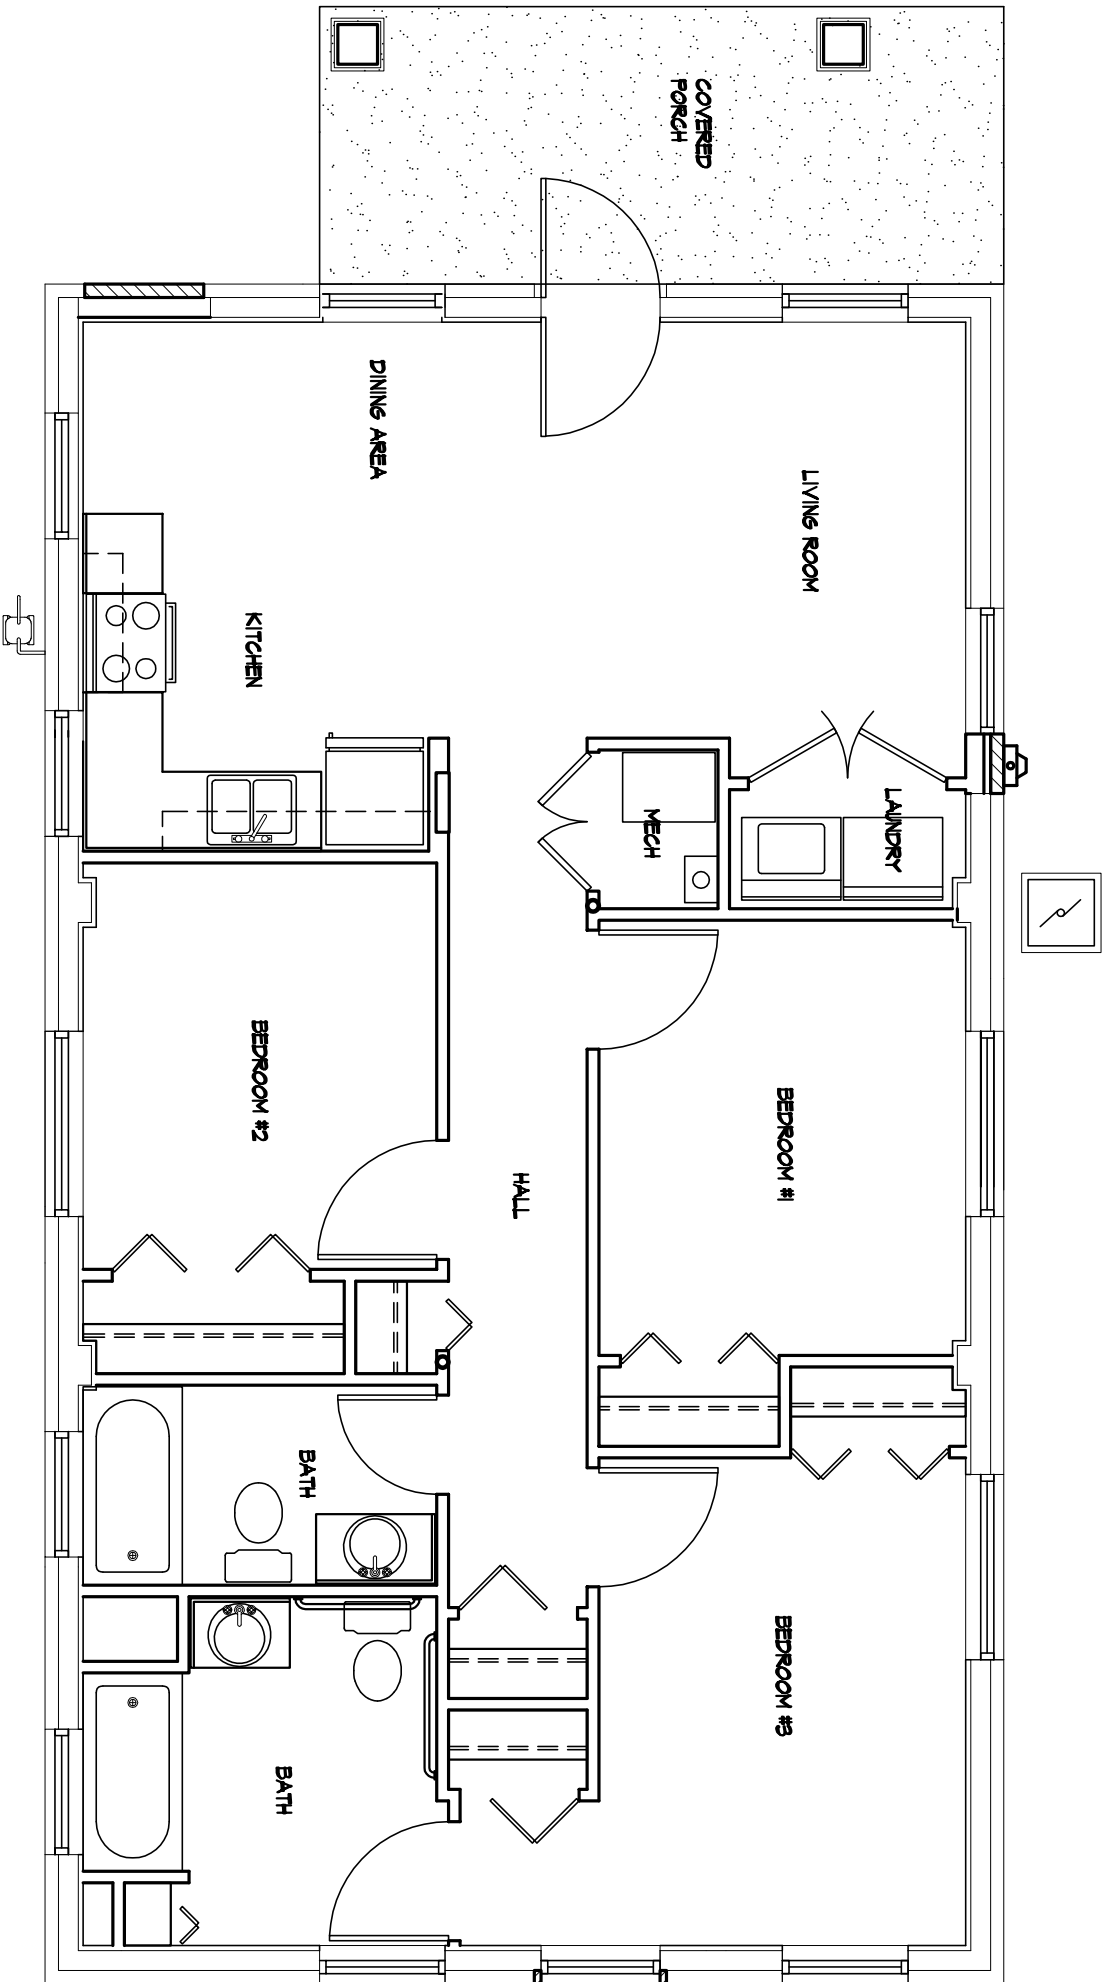 COVERED
PORCH
DINING AREA
LIVING ROOM
KITCHEN
MECH
LAUNDRY
BEDROOM #2
BEDROOM #1
HALL
BATH
BEDROOM #3
BATH